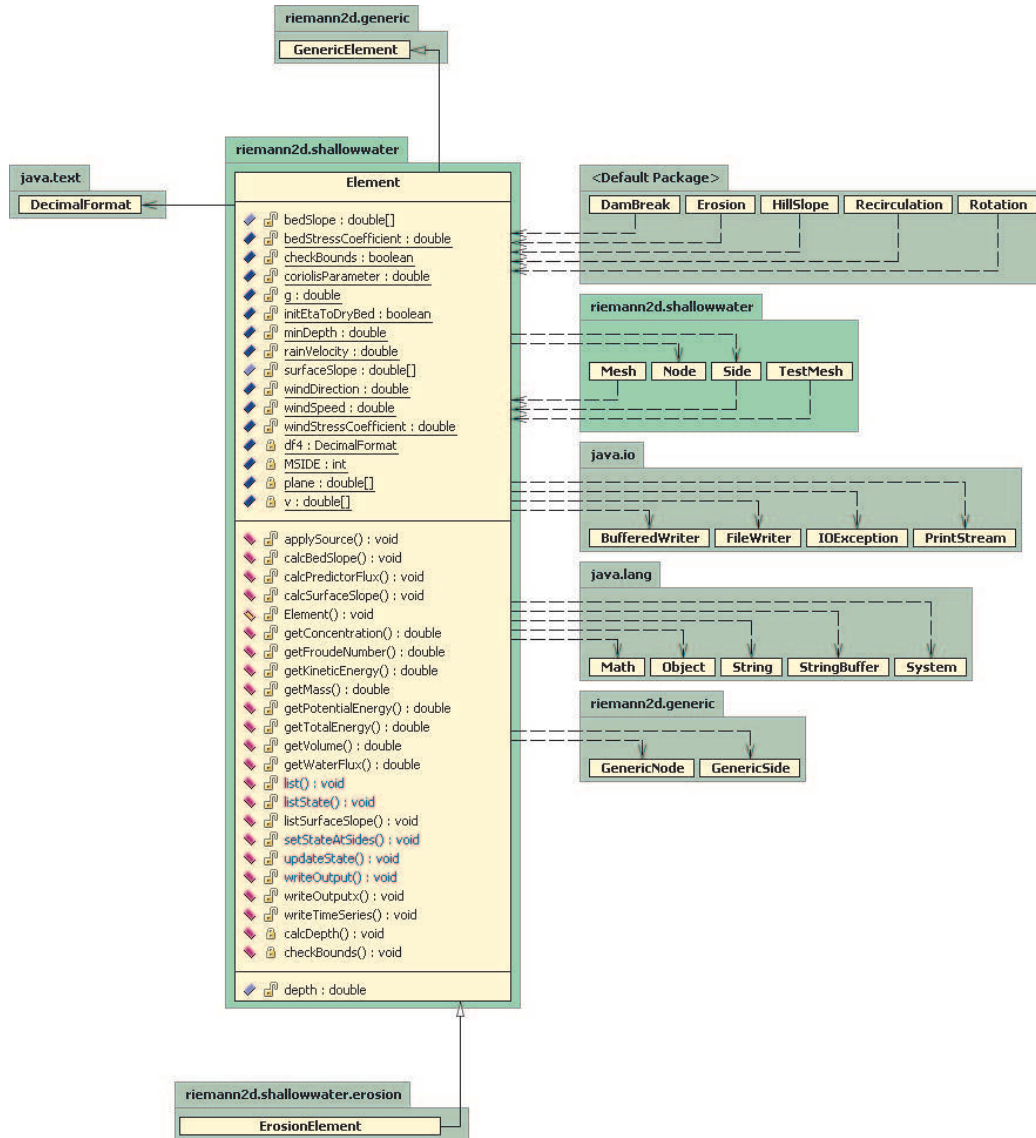 riemann2d.generic
GenericElement
riemann2d.shallowwater
Element
java.text
DecimalFormat
bedSlope : double[]
bedStressCoefficient : double
checkBounds : boolean
coriolisParameter : double
g : double
initEtaToDryBed : boolean
minDepth : double
rainVelocity : double
surfaceSlope : double[]
windDirection : double
windSpeed : double
windStressCoefficient : double
df4 : DecimalFormat
MSIDE : int
plane : double[]
v : double[]
applySource() : void
calcBedSlope() : void
calcPredictorFlux() : void
calcSurfaceSlope() : void
Element() : void
getConcentration() : double
getFroudeNumber() : double
getKineticEnergy() : double
getMass() : double
getPotentialEnergy() : double
getTotalEnergy() : double
getVolume() : double
getWaterFlux() : double
list() : void
listState() : void
listSurfaceSlope() : void
setStateAtSides() : void
updateState() : void
writeOutput() : void
writeOutputx() : void
writeTimeSeries() : void
calcDepth() : void
checkBounds() : void
depth : double
<Default Package>
DamBreak Erosion HillSlope Recirculation Rotation
riemann2d.shallowwater
Mesh Node Side TestMesh
java.io
BufferedWriter FileWriter IOException PrintStream
java.lang
Math Object String StringBuffer System
riemann2d.generic
GenericNode GenericSide
riemann2d.shallowwater.erosion
ErosionElement